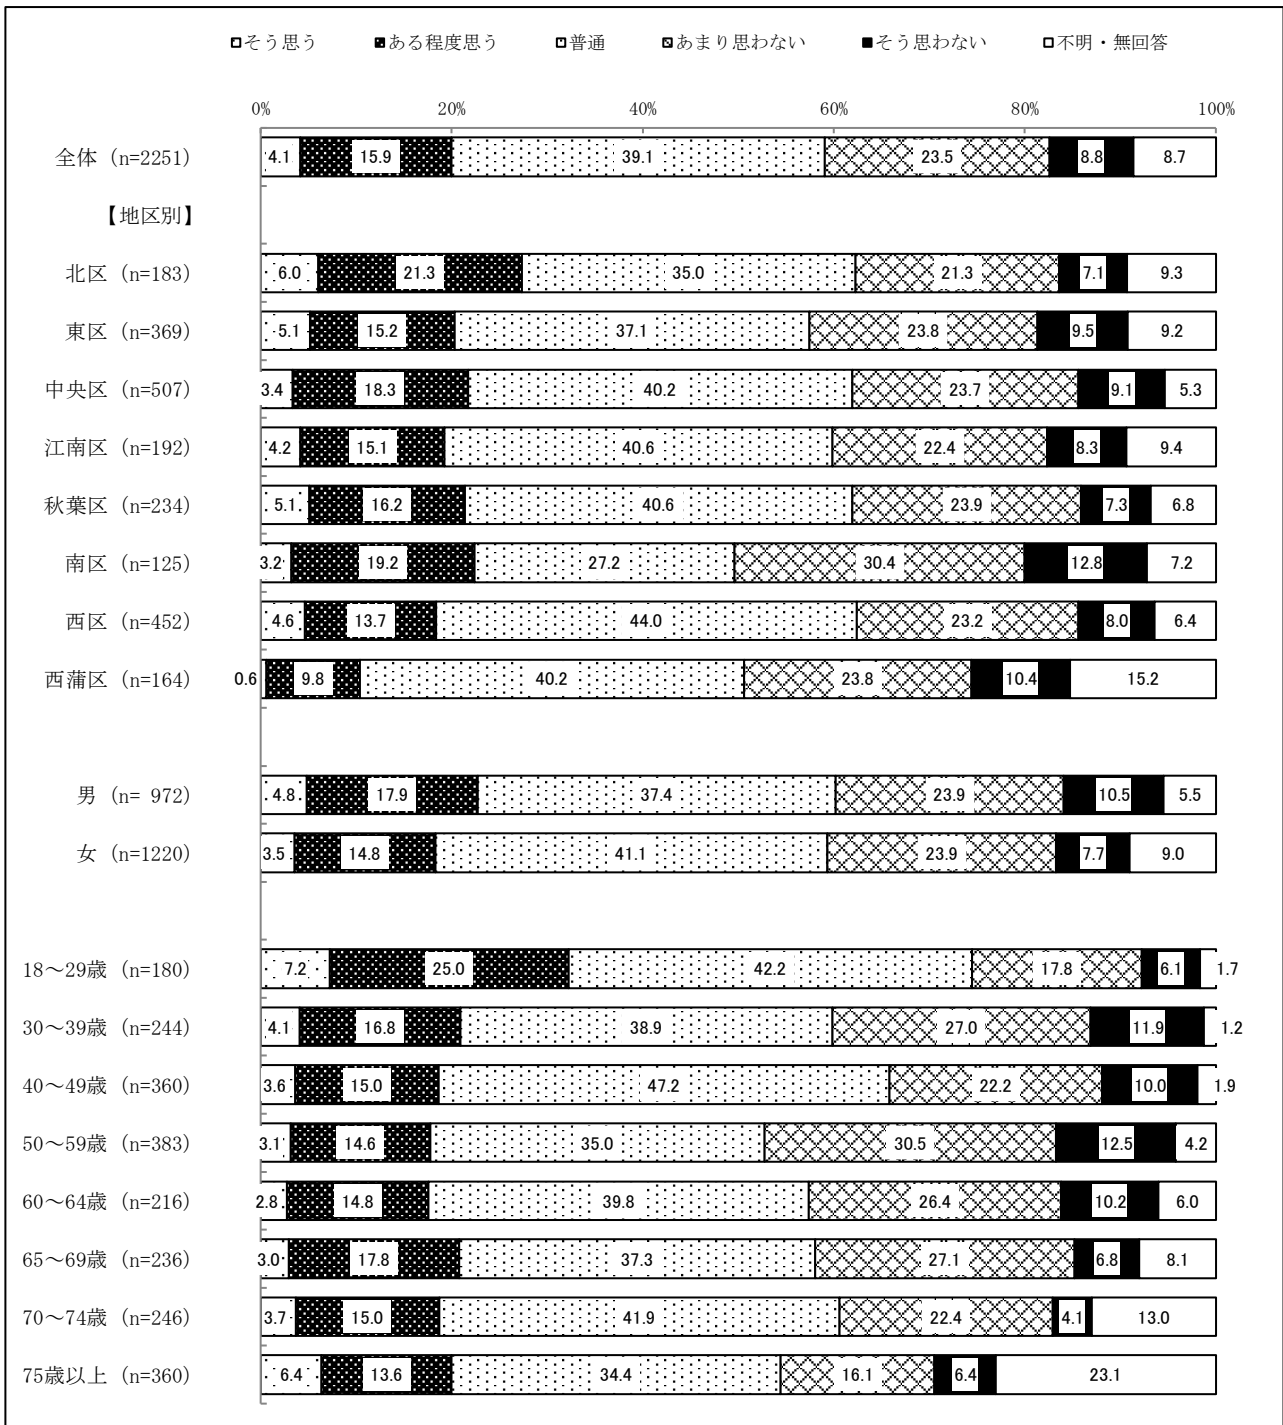 そう思う ある程度思う 普通 あまり思わない そう思わない 不明・無回答
0% 20% 40% 60% 80% 100%
全体 (n=2251) 4.1 15.9 39.1 23.5 8.8 8.7
【地区別】
北区 (n=183) 6.0 21.3 35.0 21.3 7.1 9.3
東区 (n=369) 5.1 15.2 37.1 23.8 9.5 9.2
中央区 (n=507) 3.4 18.3 40.2 23.7 9.1 5.3
江南区 (n=192) 4.2 15.1 40.6 22.4 8.3 9.4
秋葉区 (n=234) 5.1 16.2 40.6 23.9 7.3 6.8
南区 (n=125) 3.2 19.2 27.2 30.4 12.8 7.2
西区 (n=452) 4.6 13.7 44.0 23.2 8.0 6.4
西蒲区 (n=164) 0.6 9.8 40.2 23.8 10.4 15.2
男 (n= 972) 4.8 17.9 37.4 23.9 10.5 5.5
女 (n=1220) 3.5 14.8 41.1 23.9 7.7 9.0
18～29歳 (n=180) 7.2 25.0 42.2 17.8 6.1 1.7
30～39歳 (n=244) 4.1 16.8 38.9 27.0 11.9 1.2
40～49歳 (n=360) 3.6 15.0 47.2 22.2 10.0 1.9
50～59歳 (n=383) 3.1 14.6 35.0 30.5 12.5 4.2
60～64歳 (n=216) 2.8 14.8 39.8 26.4 10.2 6.0
65～69歳 (n=236) 3.0 17.8 37.3 27.1 6.8 8.1
70～74歳 (n=246) 3.7 15.0 41.9 22.4 4.1 13.0
75歳以上 (n=360) 6.4 13.6 34.4 16.1 6.4 23.1